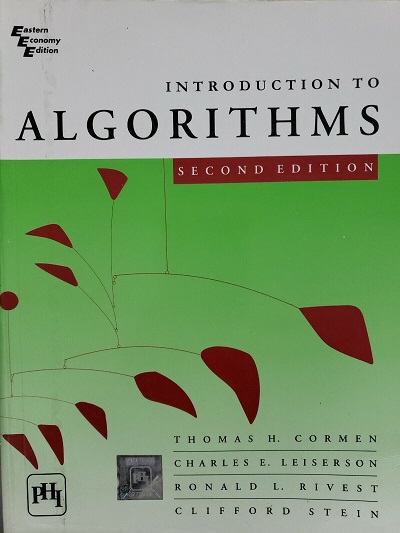 Eastern
Economy
Edition
INTRODUCTION TO
ALGORITHMS
SECOND EDITION
THOMAS H. CORMEN
CHARLES E. LEISERSON
RONALD L. RIVEST
CLIFFORD STEIN
PHI